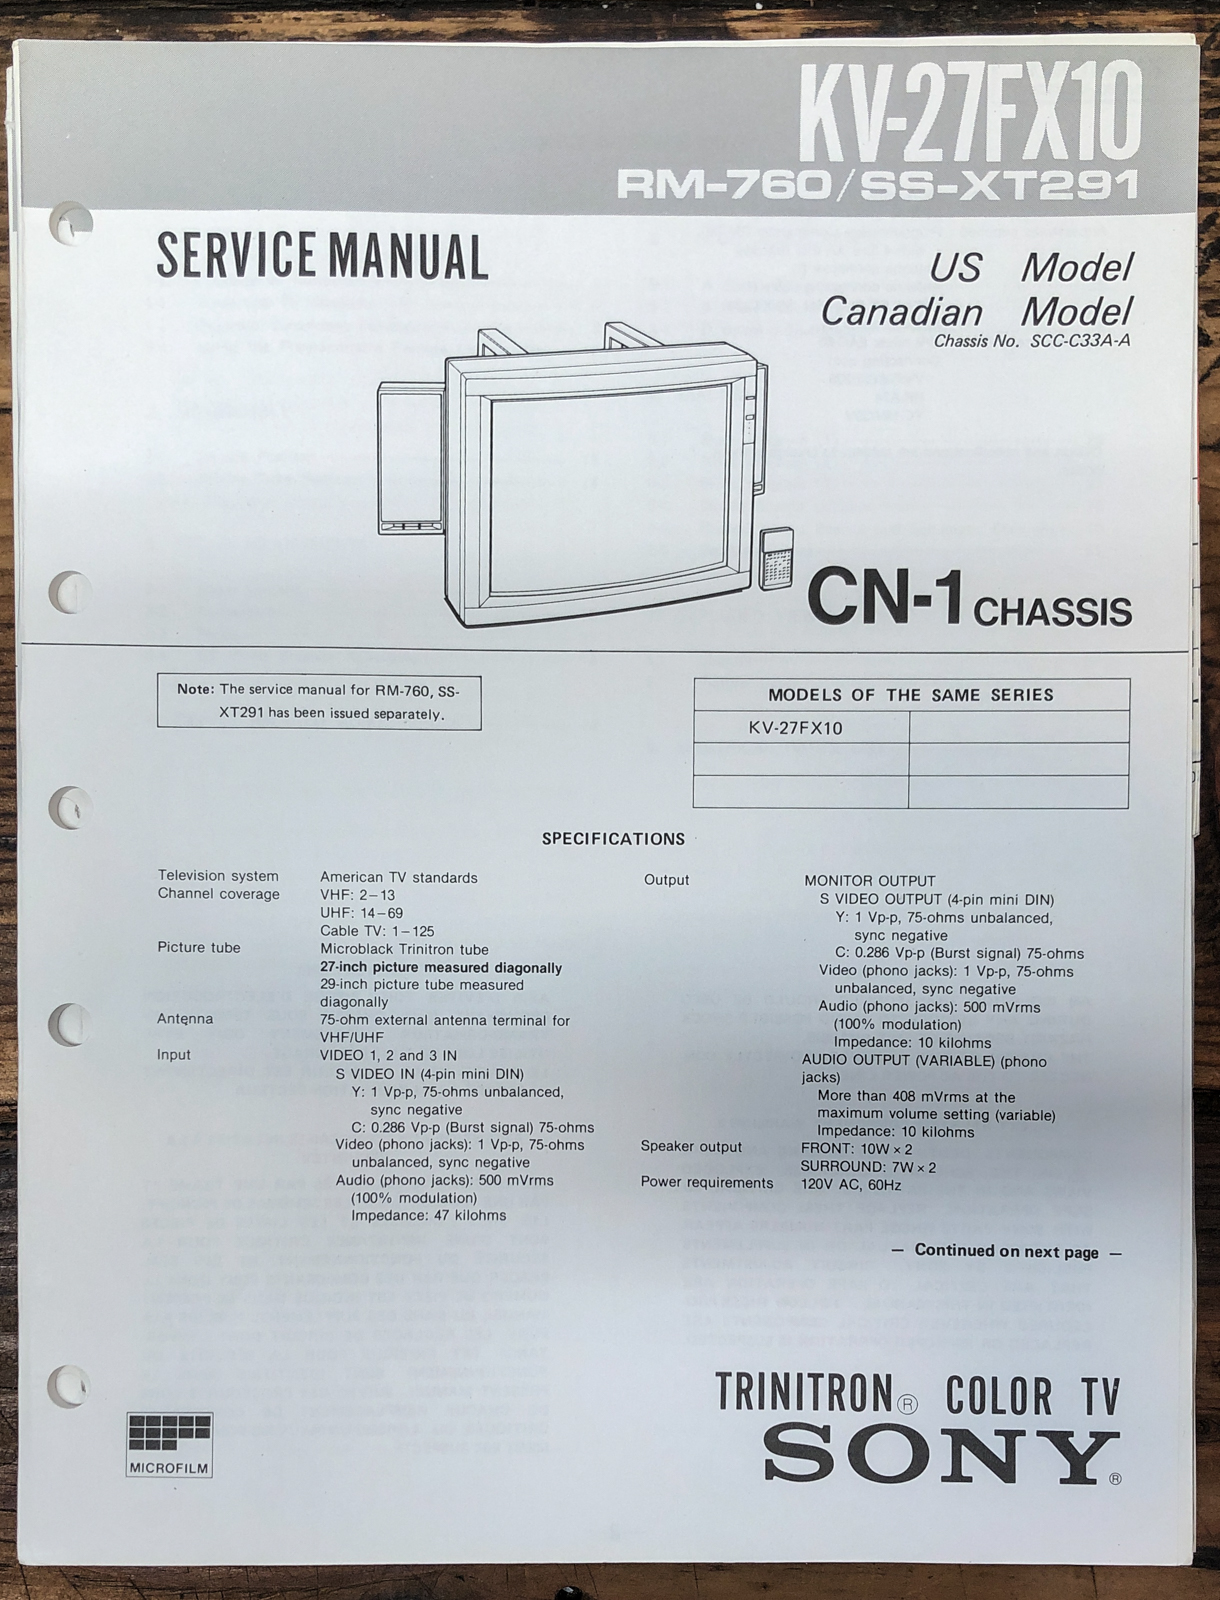 KV-27FX10
RM-760/SS-XT291
SERVICE MANUAL
US Model
Canadian Model
Chassis No. SCC-C33A-A
CN-1 CHASSIS
Note: The service manual for RM-760, SS-
XT291 has been issued separately.
MODELS OF THE SAME SERIES
KV-27FX10
SPECIFICATIONS
Television system American TV standards
Channel coverage VHF: 2–13
UHF: 14–69
Cable TV: 1–125
Picture tube Microblack Trinitron tube
27-inch picture measured diagonally
29-inch picture tube measured
diagonally
Antenna 75-ohm external antenna terminal for
VHF/UHF
Input VIDEO 1, 2 and 3 IN
S VIDEO IN (4-pin mini DIN)
Y: 1 Vp-p, 75-ohms unbalanced,
sync negative
C: 0.286 Vp-p (Burst signal) 75-ohms
Video (phono jacks): 1 Vp-p, 75-ohms
unbalanced, sync negative
Audio (phono jacks): 500 mVrms
(100% modulation)
Impedance: 47 kilohms
Output MONITOR OUTPUT
S VIDEO OUTPUT (4-pin mini DIN)
Y: 1 Vp-p, 75-ohms unbalanced,
sync negative
C: 0.286 Vp-p (Burst signal) 75-ohms
Video (phono jacks): 1 Vp-p, 75-ohms
unbalanced, sync negative
Audio (phono jacks): 500 mVrms
(100% modulation)
Impedance: 10 kilohms
AUDIO OUTPUT (VARIABLE) (phono
jacks)
More than 408 mVrms at the
maximum volume setting (variable)
Impedance: 10 kilohms
Speaker output FRONT: 10W × 2
SURROUND: 7W × 2
Power requirements 120V AC, 60Hz
— Continued on next page —
TRINITRON® COLOR TV
SONY®
MICROFILM